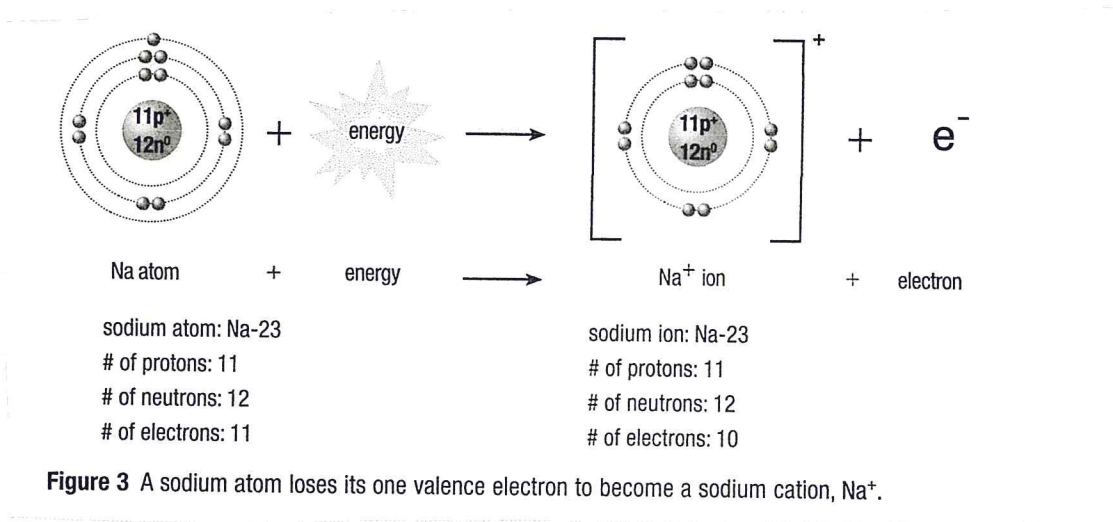 11p⁺
12n⁰
+
energy
11p⁺
12n⁰
+
+
e⁻
Na atom + energy Na⁺ ion + electron
sodium atom: Na-23
# of protons: 11
# of neutrons: 12
# of electrons: 11
sodium ion: Na-23
# of protons: 11
# of neutrons: 12
# of electrons: 10
Figure 3 A sodium atom loses its one valence electron to become a sodium cation, Na⁺.